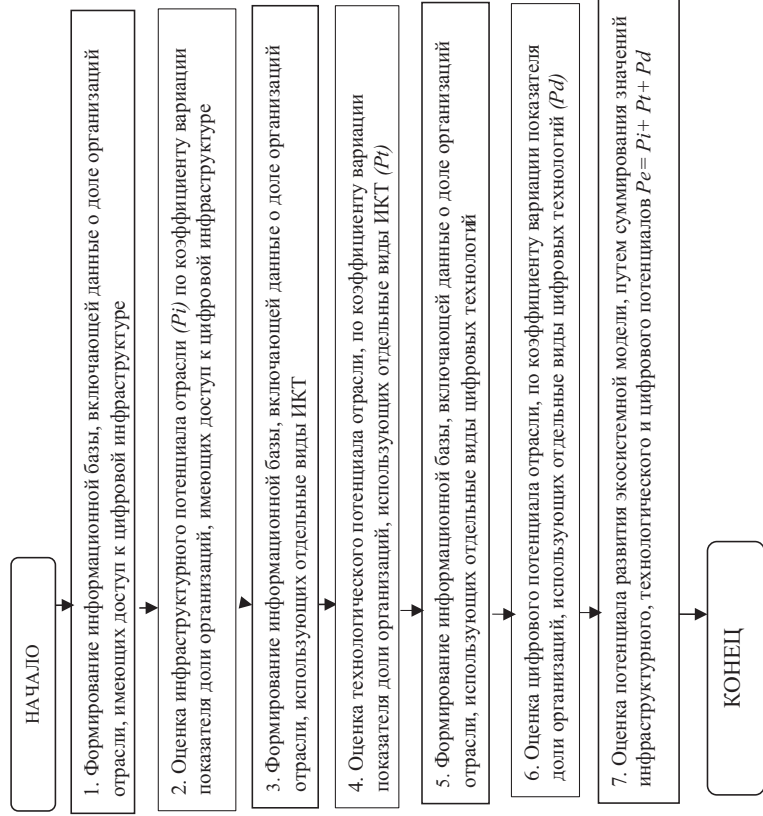 НАЧАЛО
1. Формирование информационной базы, включающей данные о доле организаций
отрасли, имеющих доступ к цифровой инфраструктуре
2. Оценка инфраструктурного потенциала отрасли (Pi) по коэффициенту вариации
показателя доли организаций, имеющих доступ к цифровой инфраструктуре
3. Формирование информационной базы, включающей данные о доле организаций
отрасли, использующих отдельные виды ИКТ
4. Оценка технологического потенциала отрасли, по коэффициенту вариации
показателя доли организаций, использующих отдельные виды ИКТ (Pt)
5. Формирование информационной базы, включающей данные о доле организаций
отрасли, использующих отдельные виды цифровых технологий
6. Оценка цифрового потенциала отрасли, по коэффициенту вариации показателя
доли организаций, использующих отдельные виды цифровых технологий (Pd)
7. Оценка потенциала развития экосистемной модели, путем суммирования значений
инфраструктурного, технологического и цифрового потенциалов Pe= Pi+ Pt+ Pd
КОНЕЦ